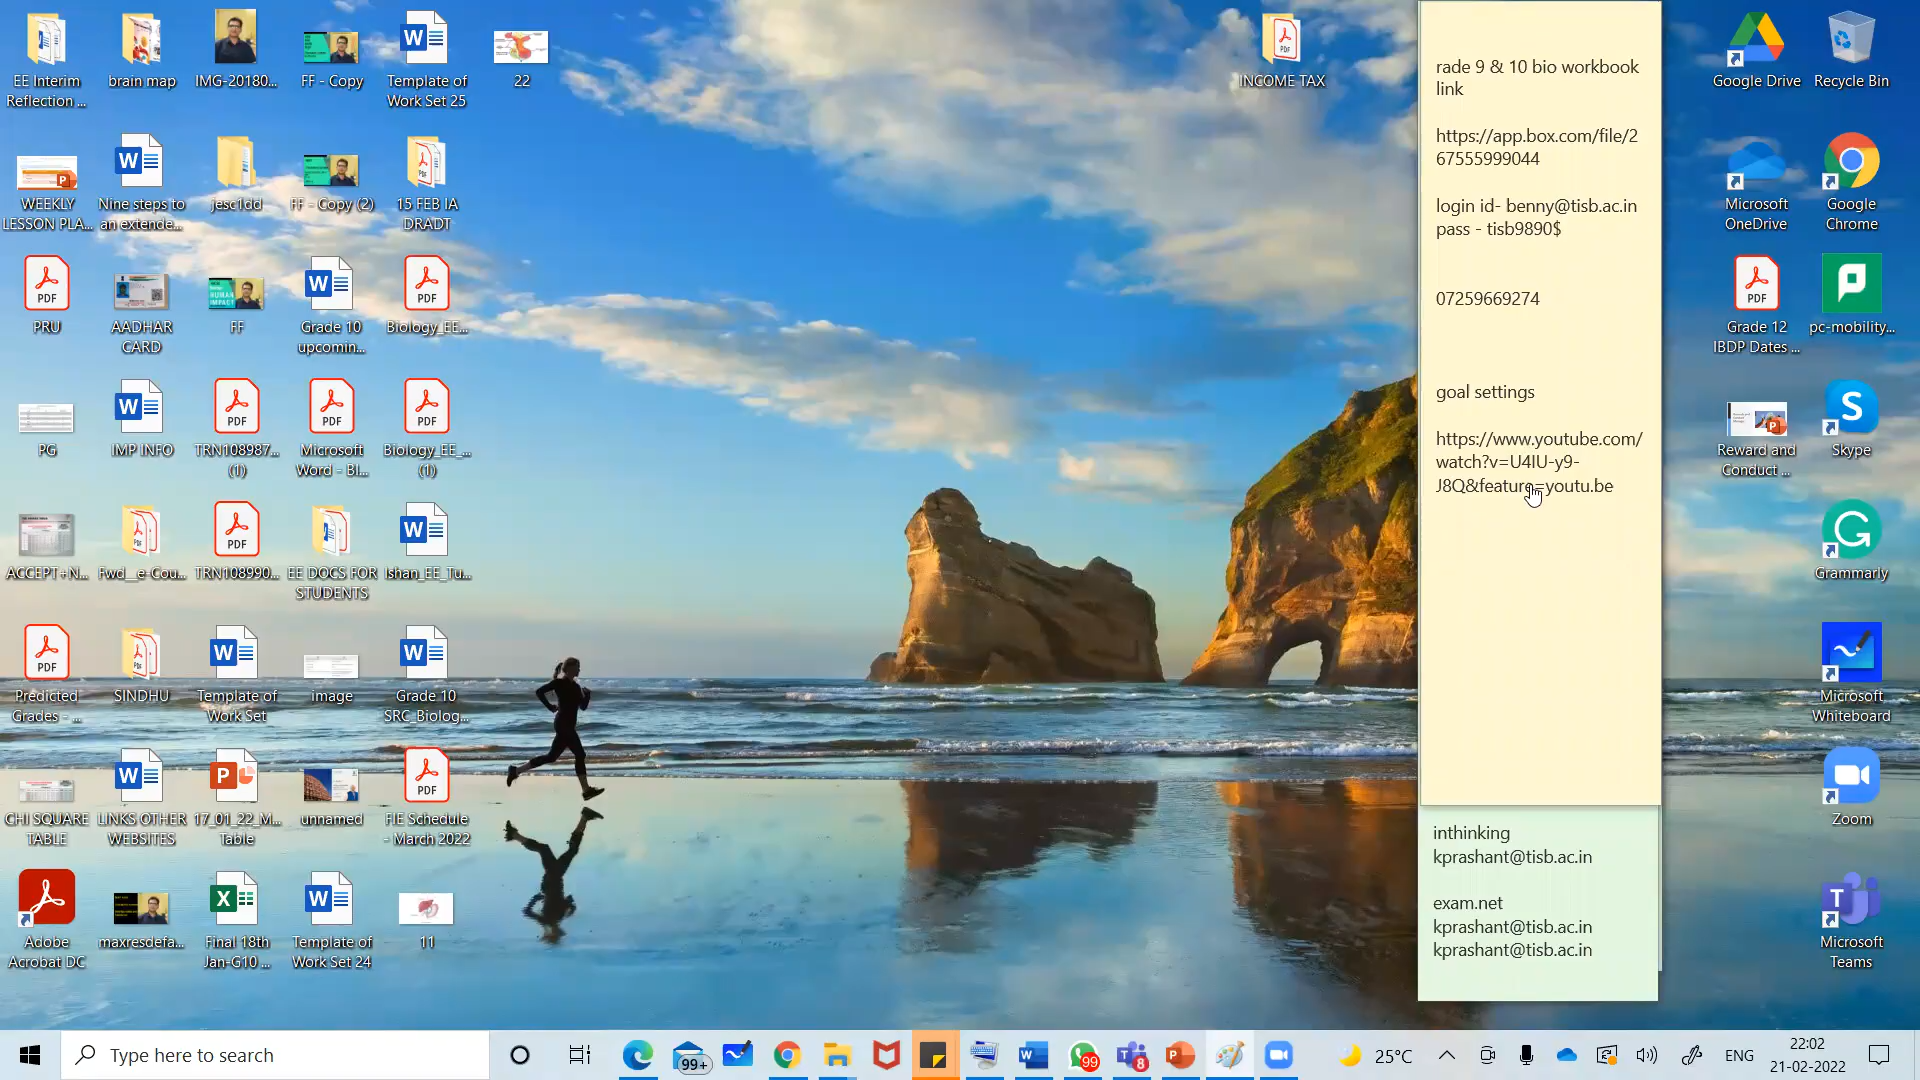 EE Interim
Reflection ...
brain map
IMG-20180...
FF - Copy
Template of
Work Set 25
22
INCOME TAX
WEEKLY
LESSON PLA...
Nine steps to
an extende...
jesc1dd
FF - Copy (2)
15 FEB IA
DRADT
PRU
AADHAR
CARD
FF
Grade 10
upcomin...
Biology_EE...
PG
IMP INFO
TRN108987...
(1)
Microsoft
Word - BI...
Biology_EE_...
(1)
ACCEPT+N...
Fwd__e-Cou...
TRN108990...
EE DOCS FOR
STUDENTS
Ishan_EE_Tu...
Predicted
Grades - ...
SINDHU
Template of
Work Set
image
Grade 10
SRC_Biolog...
CHI SQUARE
TABLE
LINKS OTHER
WEBSITES
17_01_22_M...
Table
unnamed
FIE Schedule
- March 2022
Adobe
Acrobat DC
maxresdefa...
Final 18th
Jan-G10 ...
Template of
Work Set 24
11
rade 9 & 10 bio workbook
link
https://app.box.com/file/2
67555999044
login id- benny@tisb.ac.in
pass - tisb9890$
07259669274
goal settings
https://www.youtube.com/
watch?v=U4IU-y9-
J8Q&feature=youtu.be
inthinking
kprashant@tisb.ac.in
exam.net
kprashant@tisb.ac.in
kprashant@tisb.ac.in
Google Drive
Recycle Bin
Microsoft
OneDrive
Google
Chrome
Grade 12
IBDP Dates ...
pc-mobility...
Reward and
Conduct ...
Skype
Grammarly
Microsoft
Whiteboard
Zoom
Microsoft
Teams
Type here to search
99+
99
8
25°C
ENG
22:02
21-02-2022